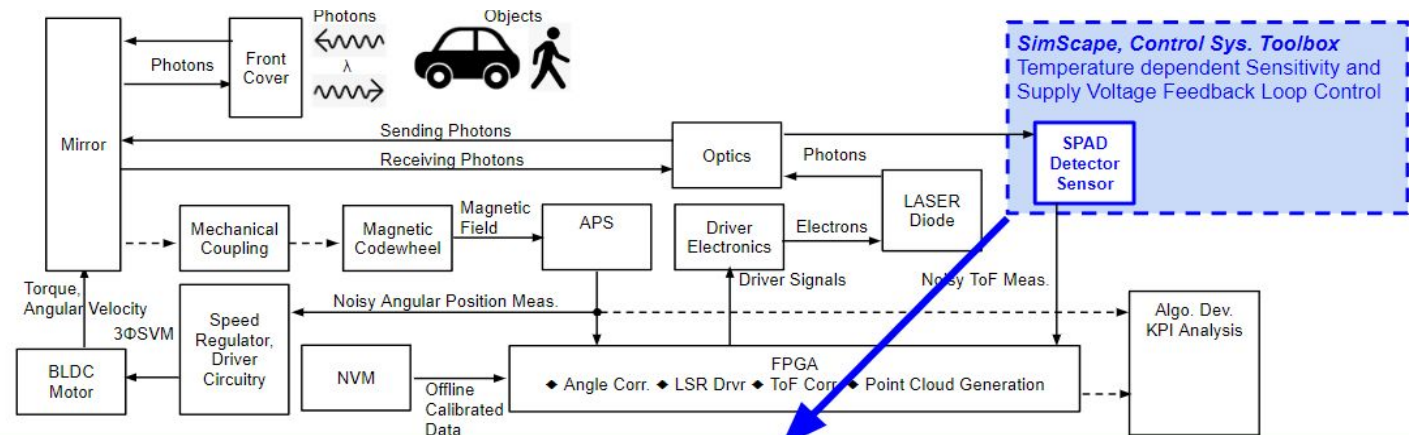 Photons
Objects
Front
Cover
Photons
λ
SimScape, Control Sys. Toolbox
Temperature dependent Sensitivity and
Supply Voltage Feedback Loop Control
Mirror
Sending Photons
Receiving Photons
Optics
Photons
SPAD
Detector
Sensor
LASER
Diode
Mechanical
Coupling
Magnetic
Codewheel
Magnetic
Field
APS
Driver
Electronics
Electrons
Driver Signals
Noisy ToF Meas.
Torque,
Angular Velocity
3ΦSVM
Noisy Angular Position Meas.
Speed
Regulator,
Driver
Circuitry
Algo. Dev.
KPI Analysis
BLDC
Motor
NVM
Offline
Calibrated
Data
FPGA
◆ Angle Corr. ◆ LSR Drvr ◆ ToF Corr ◆ Point Cloud Generation